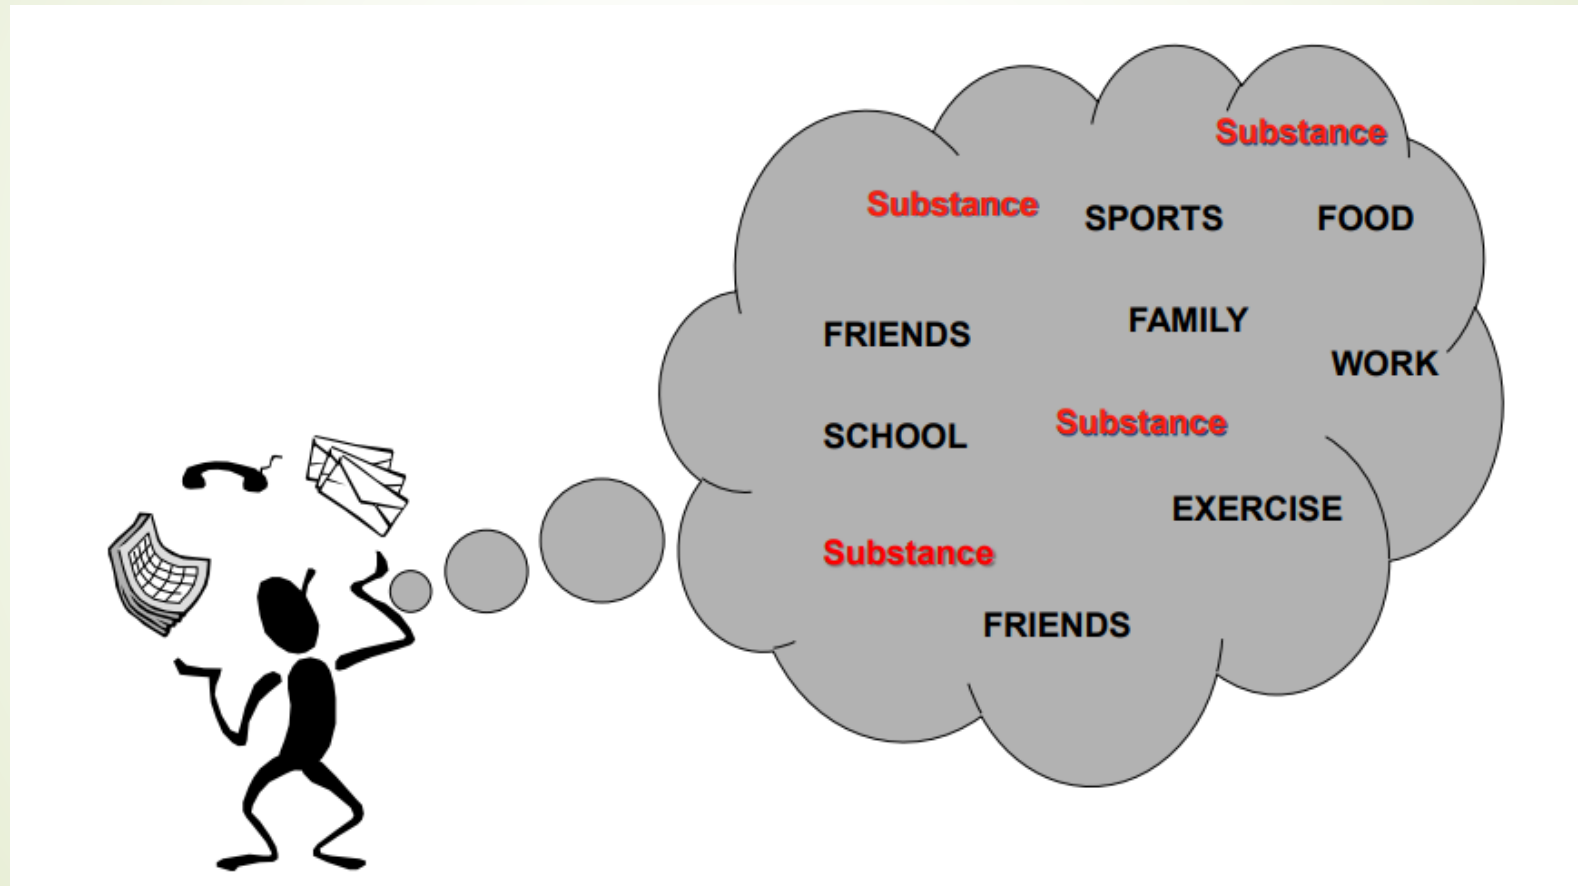 Substance
Substance
SPORTS
FOOD
FRIENDS
FAMILY
WORK
SCHOOL
Substance
EXERCISE
Substance
FRIENDS